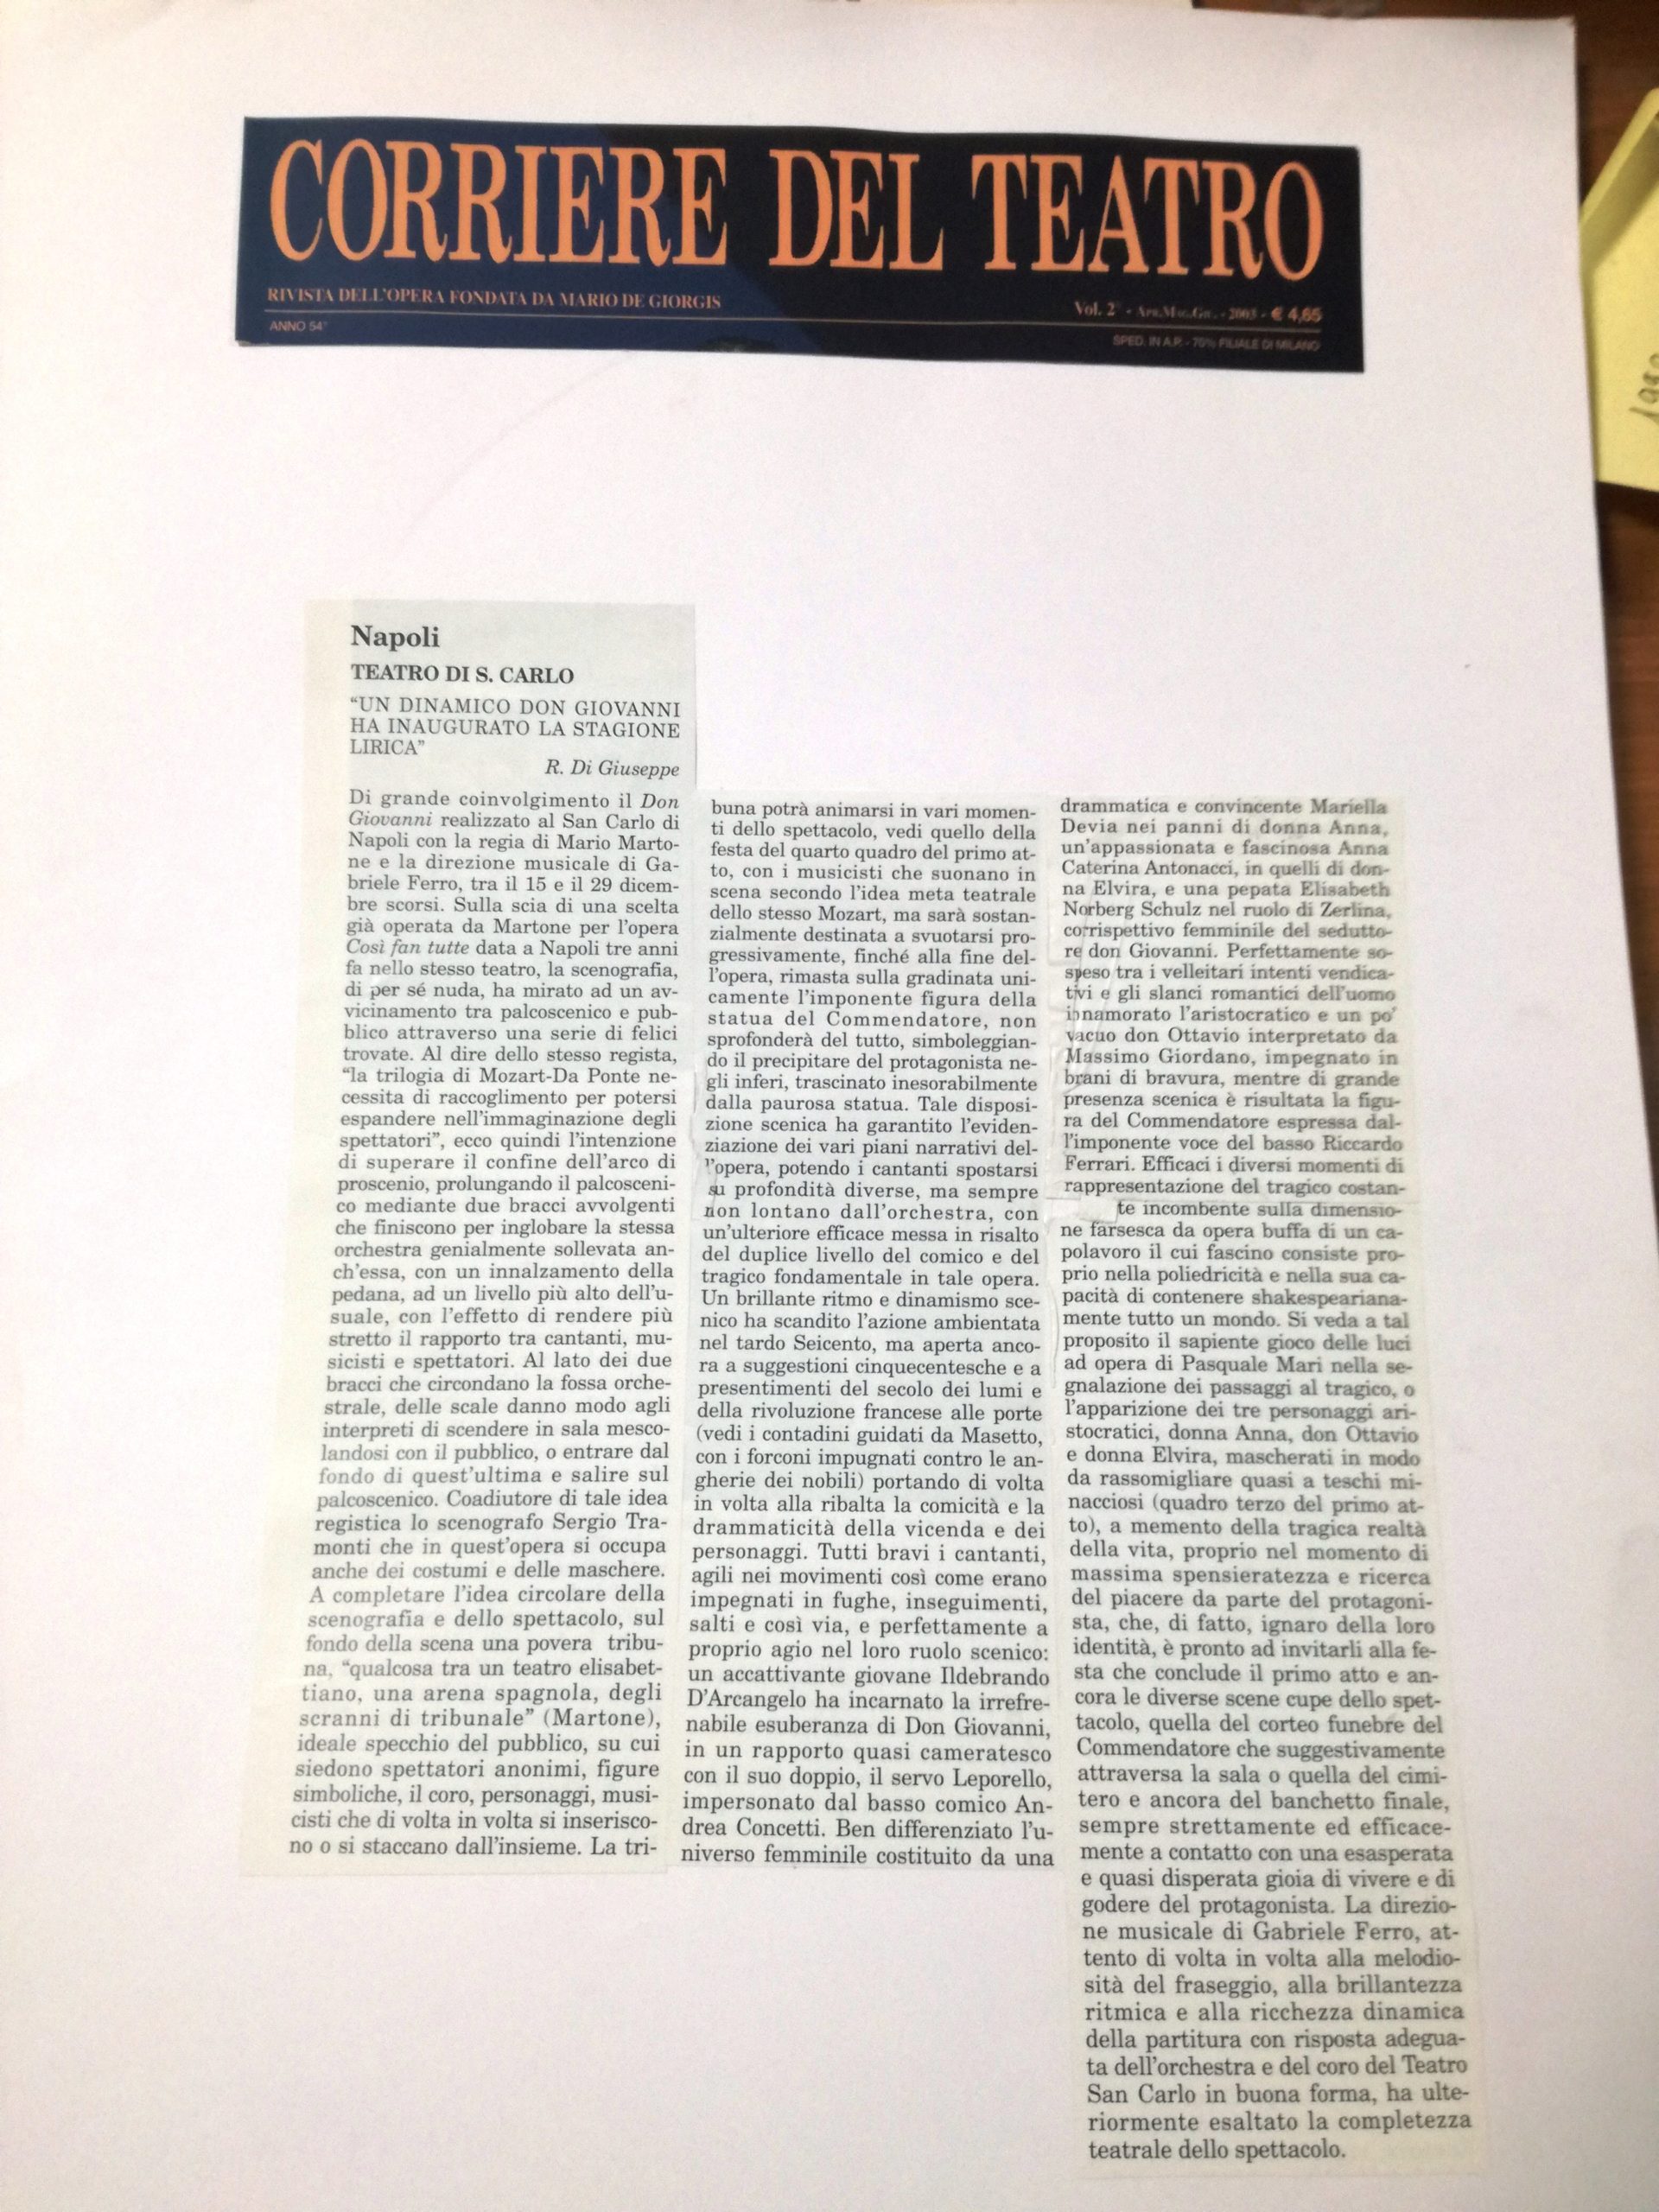 CORRIERE DEL TEATRO
RIVISTA DELL'OPERA FONDATA DA MARIO DE GIORGIS
Vol. 2° - Apr.Mag.Giu. - 2003 - € 4,65
ANNO 54°
SPED. IN A.P. - 70% FILIALE DI MILANO
Napoli
TEATRO DI S. CARLO
“UN DINAMICO DON GIOVANNI
HA INAUGURATO LA STAGIONE
LIRICA”
R. Di Giuseppe
Di grande coinvolgimento il Don
Giovanni realizzato al San Carlo di
Napoli con la regia di Mario Marto-
ne e la direzione musicale di Ga-
briele Ferro, tra il 15 e il 29 dicem-
bre scorsi. Sulla scia di una scelta
già operata da Martone per l'opera
Così fan tutte data a Napoli tre anni
fa nello stesso teatro, la scenografia,
di per sé nuda, ha mirato ad un av-
vicinamento tra palcoscenico e pub-
blico attraverso una serie di felici
trovate. Al dire dello stesso regista,
“la trilogia di Mozart-Da Ponte ne-
cessita di raccoglimento per potersi
espandere nell'immaginazione degli
spettatori”, ecco quindi l'intenzione
di superare il confine dell'arco di
proscenio, prolungando il palcosceni-
co mediante due bracci avvolgenti
che finiscono per inglobare la stessa
orchestra genialmente sollevata an-
ch'essa, con un innalzamento della
pedana, ad un livello più alto dell'u-
suale, con l'effetto di rendere più
stretto il rapporto tra cantanti, mu-
sicisti e spettatori. Al lato dei due
bracci che circondano la fossa orche-
strale, delle scale danno modo agli
interpreti di scendere in sala mesco-
landosi con il pubblico, o entrare dal
fondo di quest'ultima e salire sul
palcoscenico. Coadiutore di tale idea
registica lo scenografo Sergio Tra-
monti che in quest'opera si occupa
anche dei costumi e delle maschere.
A completare l'idea circolare della
scenografia e dello spettacolo, sul
fondo della scena una povera tribu-
na, “qualcosa tra un teatro elisabet-
tiano, una arena spagnola, degli
scranni di tribunale” (Martone),
ideale specchio del pubblico, su cui
siedono spettatori anonimi, figure
simboliche, il coro, personaggi, musi-
cisti che di volta in volta si inserisco-
no o si staccano dall'insieme. La tri-
buna potrà animarsi in vari momen-
ti dello spettacolo, vedi quello della
festa del quarto quadro del primo at-
to, con i musicisti che suonano in
scena secondo l'idea meta teatrale
dello stesso Mozart, ma sarà sostan-
zialmente destinata a svuotarsi pro-
gressivamente, finché alla fine del-
l'opera, rimasta sulla gradinata uni-
camente l'imponente figura della
statua del Commendatore, non
sprofonderà del tutto, simboleggian-
do il precipitare del protagonista ne-
gli inferi, trascinato inesorabilmente
dalla paurosa statua. Tale disposi-
zione scenica ha garantito l'eviden-
ziazione dei vari piani narrativi del-
l'opera, potendo i cantanti spostarsi
su profondità diverse, ma sempre
non lontano dall'orchestra, con
un'ulteriore efficace messa in risalto
del duplice livello del comico e del
tragico fondamentale in tale opera.
Un brillante ritmo e dinamismo sce-
nico ha scandito l'azione ambientata
nel tardo Seicento, ma aperta anco-
ra a suggestioni cinquecentesche e a
presentimenti del secolo dei lumi e
della rivoluzione francese alle porte
(vedi i contadini guidati da Masetto,
con i forconi impugnati contro le an-
gherie dei nobili) portando di volta
in volta alla ribalta la comicità e la
drammaticità della vicenda e dei
personaggi. Tutti bravi i cantanti,
agili nei movimenti così come erano
impegnati in fughe, inseguimenti,
salti e così via, e perfettamente a
proprio agio nel loro ruolo scenico:
un accattivante giovane Ildebrando
D'Arcangelo ha incarnato la irrefre-
nabile esuberanza di Don Giovanni,
in un rapporto quasi cameratesco
con il suo doppio, il servo Leporello,
impersonato dal basso comico An-
drea Concetti. Ben differenziato l'u-
niverso femminile costituito da una
drammatica e convincente Mariella
Devia nei panni di donna Anna,
un'appassionata e fascinosa Anna
Caterina Antonacci, in quelli di don-
na Elvira, e una pepata Elisabeth
Norberg Schulz nel ruolo di Zerlina,
corrispettivo femminile del sedutto-
re don Giovanni. Perfettamente so-
speso tra i velleitari intenti vendica-
tivi e gli slanci romantici dell'uomo
innamorato l'aristocratico e un po'
vacuo don Ottavio interpretato da
Massimo Giordano, impegnato in
brani di bravura, mentre di grande
presenza scenica è risultata la figu-
ra del Commendatore espressa dal-
l'imponente voce del basso Riccardo
Ferrari. Efficaci i diversi momenti di
rappresentazione del tragico costan-
te incombente sulla dimensio-
ne farsesca da opera buffa di un ca-
polavoro il cui fascino consiste pro-
prio nella poliedricità e nella sua ca-
pacità di contenere shakespeariana-
mente tutto un mondo. Si veda a tal
proposito il sapiente gioco delle luci
ad opera di Pasquale Mari nella se-
gnalazione dei passaggi al tragico, o
l'apparizione dei tre personaggi ari-
stocratici, donna Anna, don Ottavio
e donna Elvira, mascherati in modo
da rassomigliare quasi a teschi mi-
nacciosi (quadro terzo del primo at-
to), a memento della tragica realtà
della vita, proprio nel momento di
massima spensieratezza e ricerca
del piacere da parte del protagoni-
sta, che, di fatto, ignaro della loro
identità, è pronto ad invitarli alla fe-
sta che conclude il primo atto e an-
cora le diverse scene cupe dello spet-
tacolo, quella del corteo funebre del
Commendatore che suggestivamente
attraversa la sala o quella del cimi-
tero e ancora del banchetto finale,
sempre strettamente ed efficace-
mente a contatto con una esasperata
e quasi disperata gioia di vivere e di
godere del protagonista. La direzio-
ne musicale di Gabriele Ferro, at-
tento di volta in volta alla melodio-
sità del fraseggio, alla brillantezza
ritmica e alla ricchezza dinamica
della partitura con risposta adegua-
ta dell'orchestra e del coro del Teatro
San Carlo in buona forma, ha ulte-
riormente esaltato la completezza
teatrale dello spettacolo.